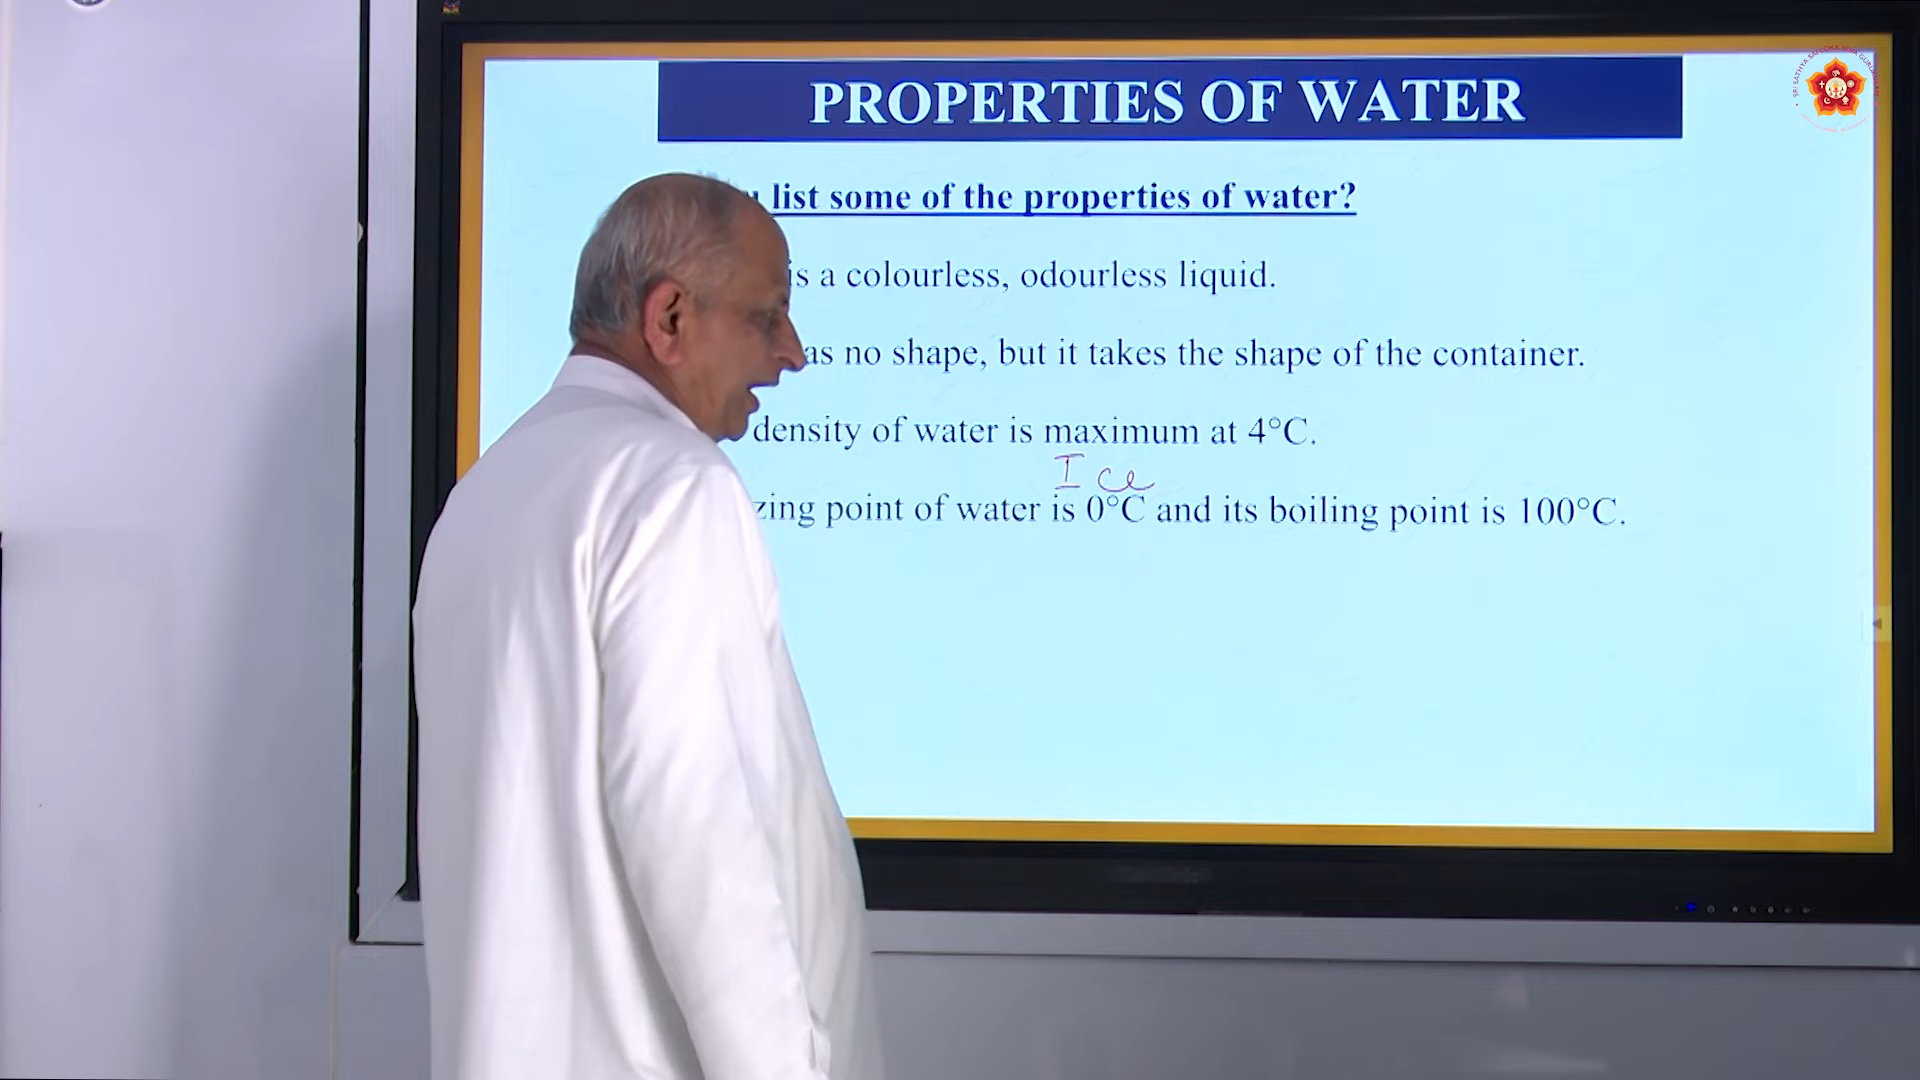 PROPERTIES OF WATER
list some of the properties of water?
is a colourless, odourless liquid.
no shape, but it takes the shape of the container.
density of water is maximum at 4°C.
Ice
point of water is 0°C and its boiling point is 100°C.